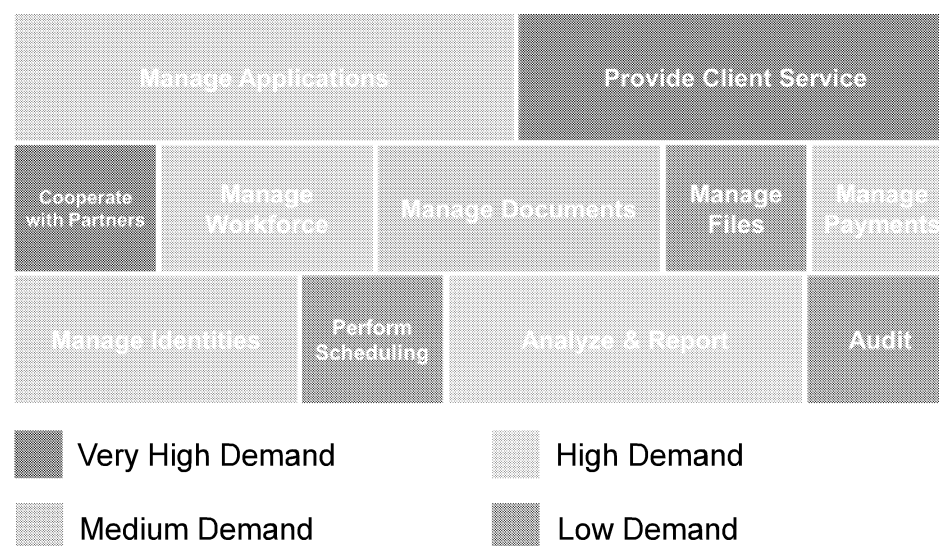 Manage Applications
Provide Client Service
Cooperate
with Partners
Manage
Workforce
Manage Documents
Manage
Files
Manage
Payments
Manage Identities
Perform
Scheduling
Analyze & Report
Audit
Very High Demand
High Demand
Medium Demand
Low Demand